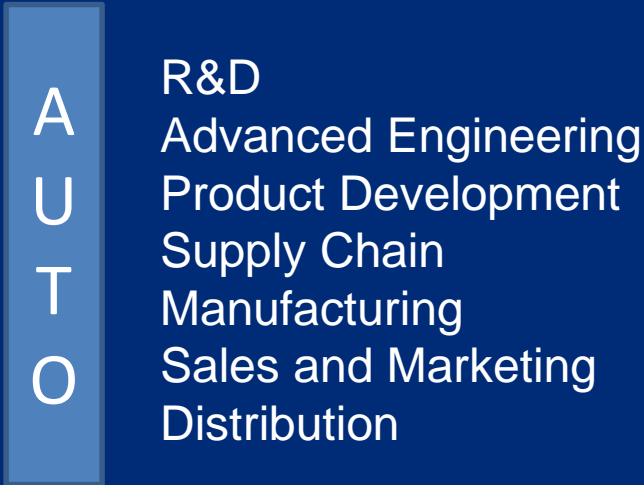 A
U
T
O
R&D
Advanced Engineering
Product Development
Supply Chain
Manufacturing
Sales and Marketing
Distribution